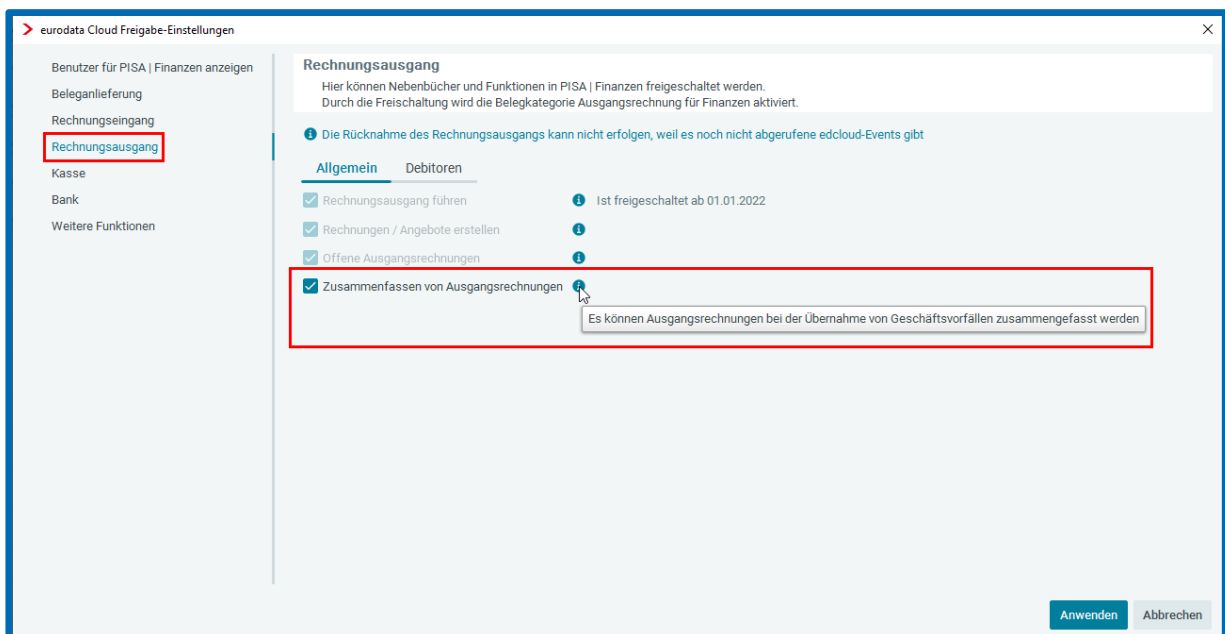 eurodata Cloud Freigabe-Einstellungen
Benutzer für PISA | Finanzen anzeigen
Beleganlieferung
Rechnungseingang
Rechnungsausgang
Kasse
Bank
Weitere Funktionen
Rechnungsausgang
Hier können Nebenbücher und Funktionen in PISA | Finanzen freigeschaltet werden.
Durch die Freischaltung wird die Belegkategorie Ausgangsrechnung für Finanzen aktiviert.
Die Rücknahme des Rechnungsausgangs kann nicht erfolgen, weil es noch nicht abgerufene edcloud-Events gibt
Allgemein Debitoren
Rechnungsausgang führen Ist freigeschaltet ab 01.01.2022
Rechnungen / Angebote erstellen
Offene Ausgangsrechnungen
Zusammenfassen von Ausgangsrechnungen
Es können Ausgangsrechnungen bei der Übernahme von Geschäftsvorfällen zusammengefasst werden
Anwenden Abbrechen